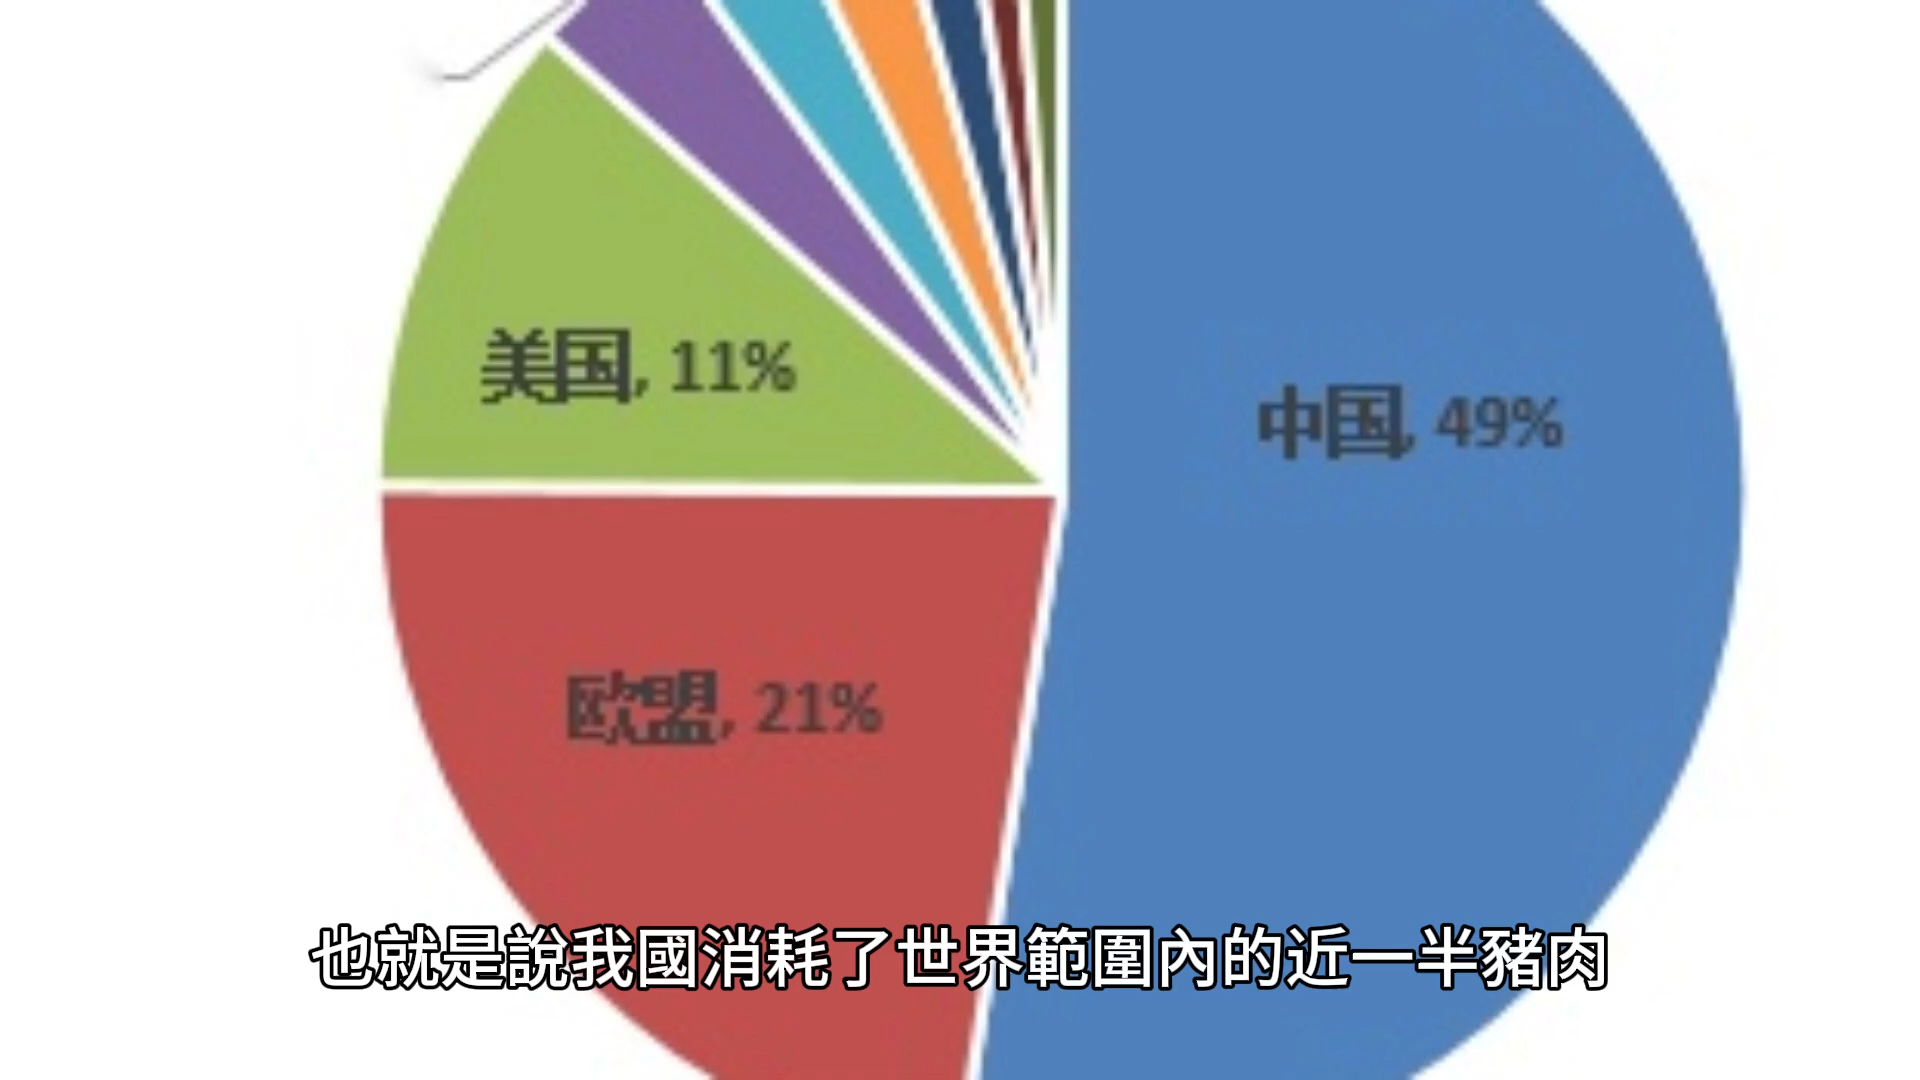 美国, 11%
中国, 49%
欧盟, 21%
也就是說我國消耗了世界範圍內的近一半豬肉